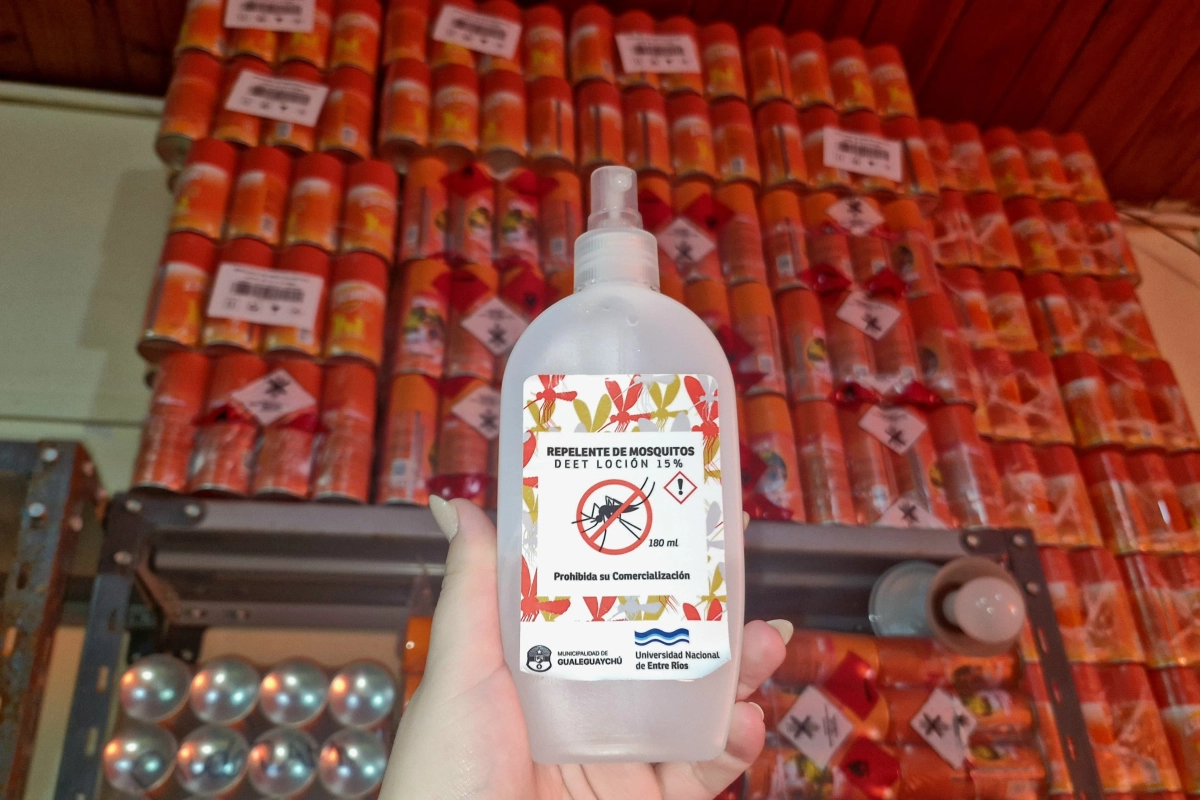 REPELENTE DE MOSQUITOS
DEET LOCIÓN 15%
180 ml
Prohibida su Comercialización
MUNICIPALIDAD DE
GUALEGUAYCHÚ
Universidad Nacional
de Entre Ríos